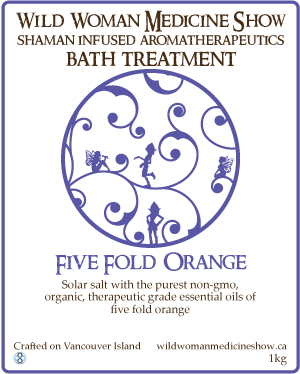 Wild Woman Medicine Show
SHAMAN INFUSED AROMATHERAPEUTICS
BATH TREATMENT
FIVE FOLD ORANGE
Solar salt with the purest non-gmo,
organic, therapeutic grade essential oils of
five fold orange
Crafted on Vancouver Island wildwomanmedicineshow.ca
1kg